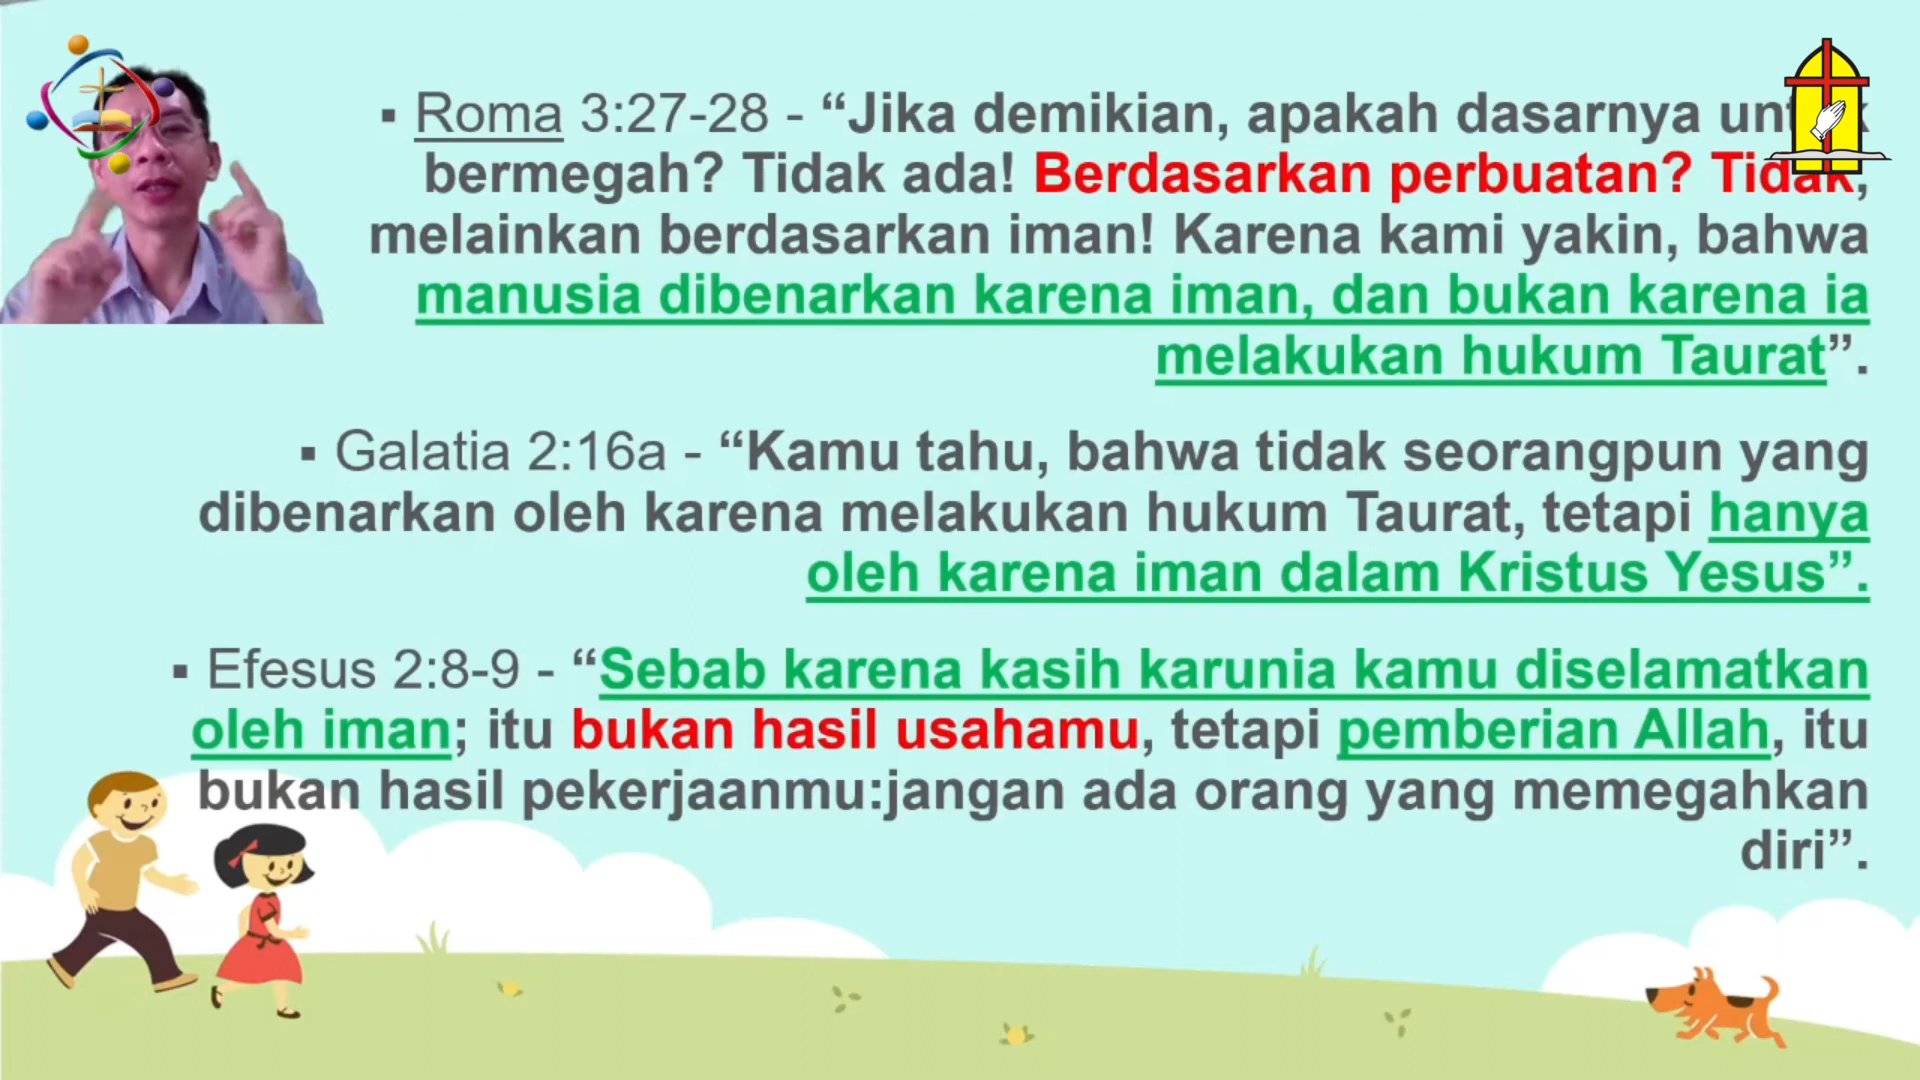 ▪ Roma 3:27-28 - “Jika demikian, apakah dasarnya
bermegah? Tidak ada! Berdasarkan perbuatan? Tidak,
melainkan berdasarkan iman! Karena kami yakin, bahwa
manusia dibenarkan karena iman, dan bukan karena ia
melakukan hukum Taurat”.
▪ Galatia 2:16a - “Kamu tahu, bahwa tidak seorangpun yang
dibenarkan oleh karena melakukan hukum Taurat, tetapi hanya
oleh karena iman dalam Kristus Yesus”.
▪ Efesus 2:8-9 - “Sebab karena kasih karunia kamu diselamatkan
oleh iman; itu bukan hasil usahamu, tetapi pemberian Allah, itu
bukan hasil pekerjaanmu:jangan ada orang yang memegahkan
diri”.